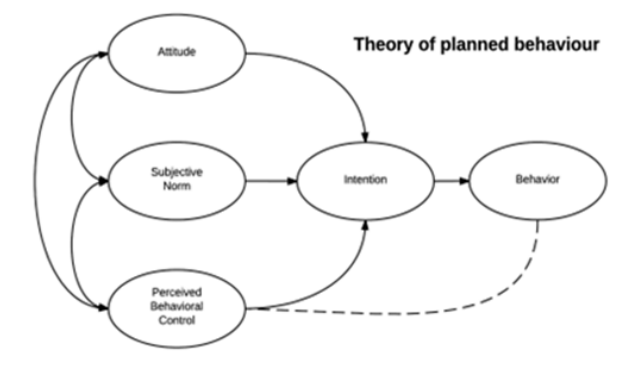 Theory of planned behaviour
Attitude
Subjective
Norm
Intention
Behavior
Perceived
Behavioral
Control